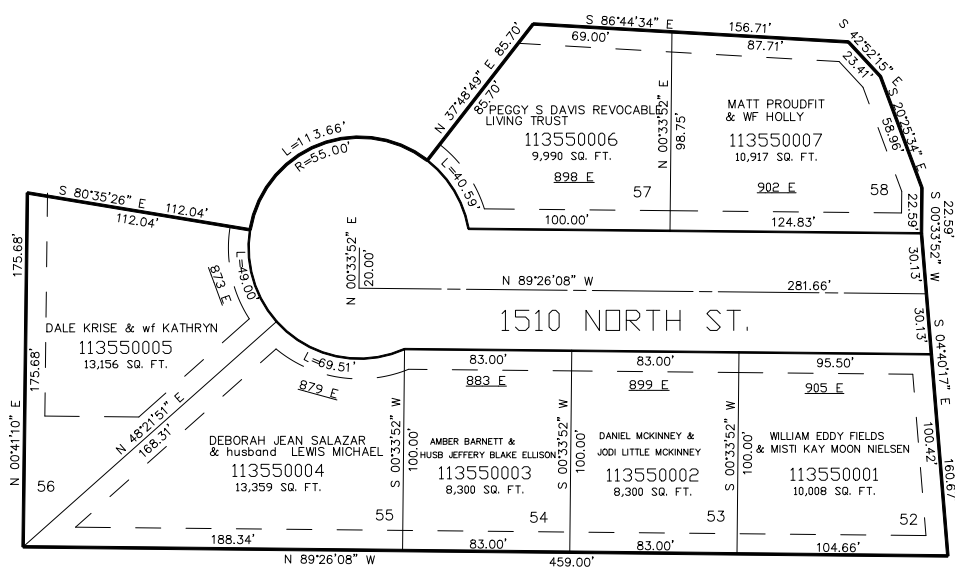 S 86°44'34" E
156.71'
69.00'
87.71'
S 42°52'15" E
23.41'
N 37°48'49" E 85.70'
85.70'
S 20°25'34" E
58.96'
L=113.66'
R=55.00'
L=40.59'
PEGGY S DAVIS REVOCABLE
LIVING TRUST
113550006
9,990 SQ. FT.
898 E
57
100.00'
N 00°33'52" E
98.75'
MATT PROUDFIT
& WF HOLLY
113550007
10,917 SQ. FT.
902 E
58
124.83'
22.59'
22.59'
S 00°33'52" W
S 80°35'26" E 112.04'
112.04'
175.68'
175.68'
N 00°41'10" E
L=49.00'
873 E
DALE KRISE & wf KATHRYN
113550005
13,156 SQ. FT.
56
N 00°33'52" E
20.00'
N 89°26'08" W
281.66'
30.13'
30.13'
1510 NORTH ST.
S 04°40'17" E
160.67
100.42'
N 48°21'51" E
168.31'
L=69.51'
879 E
DEBORAH JEAN SALAZAR
& husband LEWIS MICHAEL
113550004
13,359 SQ. FT.
55
188.34'
S 00°33'52" W
100.00'
83.00'
883 E
AMBER BARNETT &
HUSB JEFFERY BLAKE ELLISON
113550003
8,300 SQ. FT.
54
83.00'
S 00°33'52" W
100.00'
83.00'
899 E
DANIEL MCKINNEY &
JODI LITTLE MCKINNEY
113550002
8,300 SQ. FT.
53
83.00'
S 00°33'52" W
100.00'
95.50'
905 E
WILLIAM EDDY FIELDS
& MISTI KAY MOON NIELSEN
113550001
10,008 SQ. FT.
52
104.66'
N 89°26'08" W
459.00'